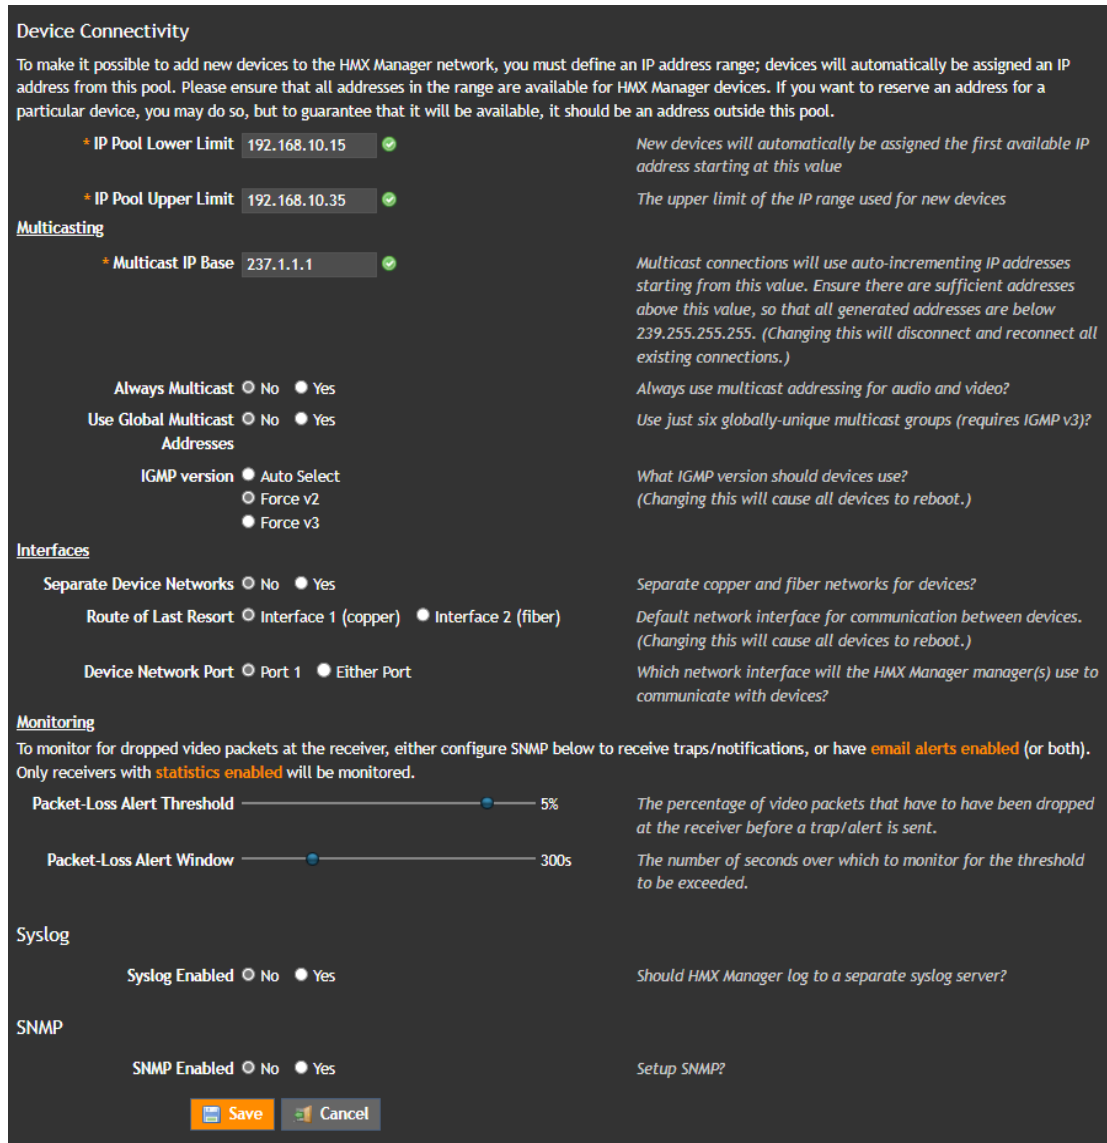 Device Connectivity
To make it possible to add new devices to the HMX Manager network, you must define an IP address range; devices will automatically be assigned an IP
address from this pool. Please ensure that all addresses in the range are available for HMX Manager devices. If you want to reserve an address for a
particular device, you may do so, but to guarantee that it will be available, it should be an address outside this pool.
* IP Pool Lower Limit 192.168.10.15 New devices will automatically be assigned the first available IP
address starting at this value
* IP Pool Upper Limit 192.168.10.35 The upper limit of the IP range used for new devices
Multicasting
* Multicast IP Base 237.1.1.1 Multicast connections will use auto-incrementing IP addresses
starting from this value. Ensure there are sufficient addresses
above this value, so that all generated addresses are below
239.255.255.255. (Changing this will disconnect and reconnect all
existing connections.)
Always Multicast No Yes Always use multicast addressing for audio and video?
Use Global Multicast No Yes Use just six globally-unique multicast groups (requires IGMP v3)?
Addresses
IGMP version Auto Select What IGMP version should devices use?
Force v2 (Changing this will cause all devices to reboot.)
Force v3
Interfaces
Separate Device Networks No Yes Separate copper and fiber networks for devices?
Route of Last Resort Interface 1 (copper) Interface 2 (fiber) Default network interface for communication between devices.
(Changing this will cause all devices to reboot.)
Device Network Port Port 1 Either Port Which network interface will the HMX Manager manager(s) use to
communicate with devices?
Monitoring
To monitor for dropped video packets at the receiver, either configure SNMP below to receive traps/notifications, or have email alerts enabled (or both).
Only receivers with statistics enabled will be monitored.
Packet-Loss Alert Threshold 5% The percentage of video packets that have to have been dropped
at the receiver before a trap/alert is sent.
Packet-Loss Alert Window 300s The number of seconds over which to monitor for the threshold
to be exceeded.
Syslog
Syslog Enabled No Yes Should HMX Manager log to a separate syslog server?
SNMP
SNMP Enabled No Yes Setup SNMP?
Save Cancel